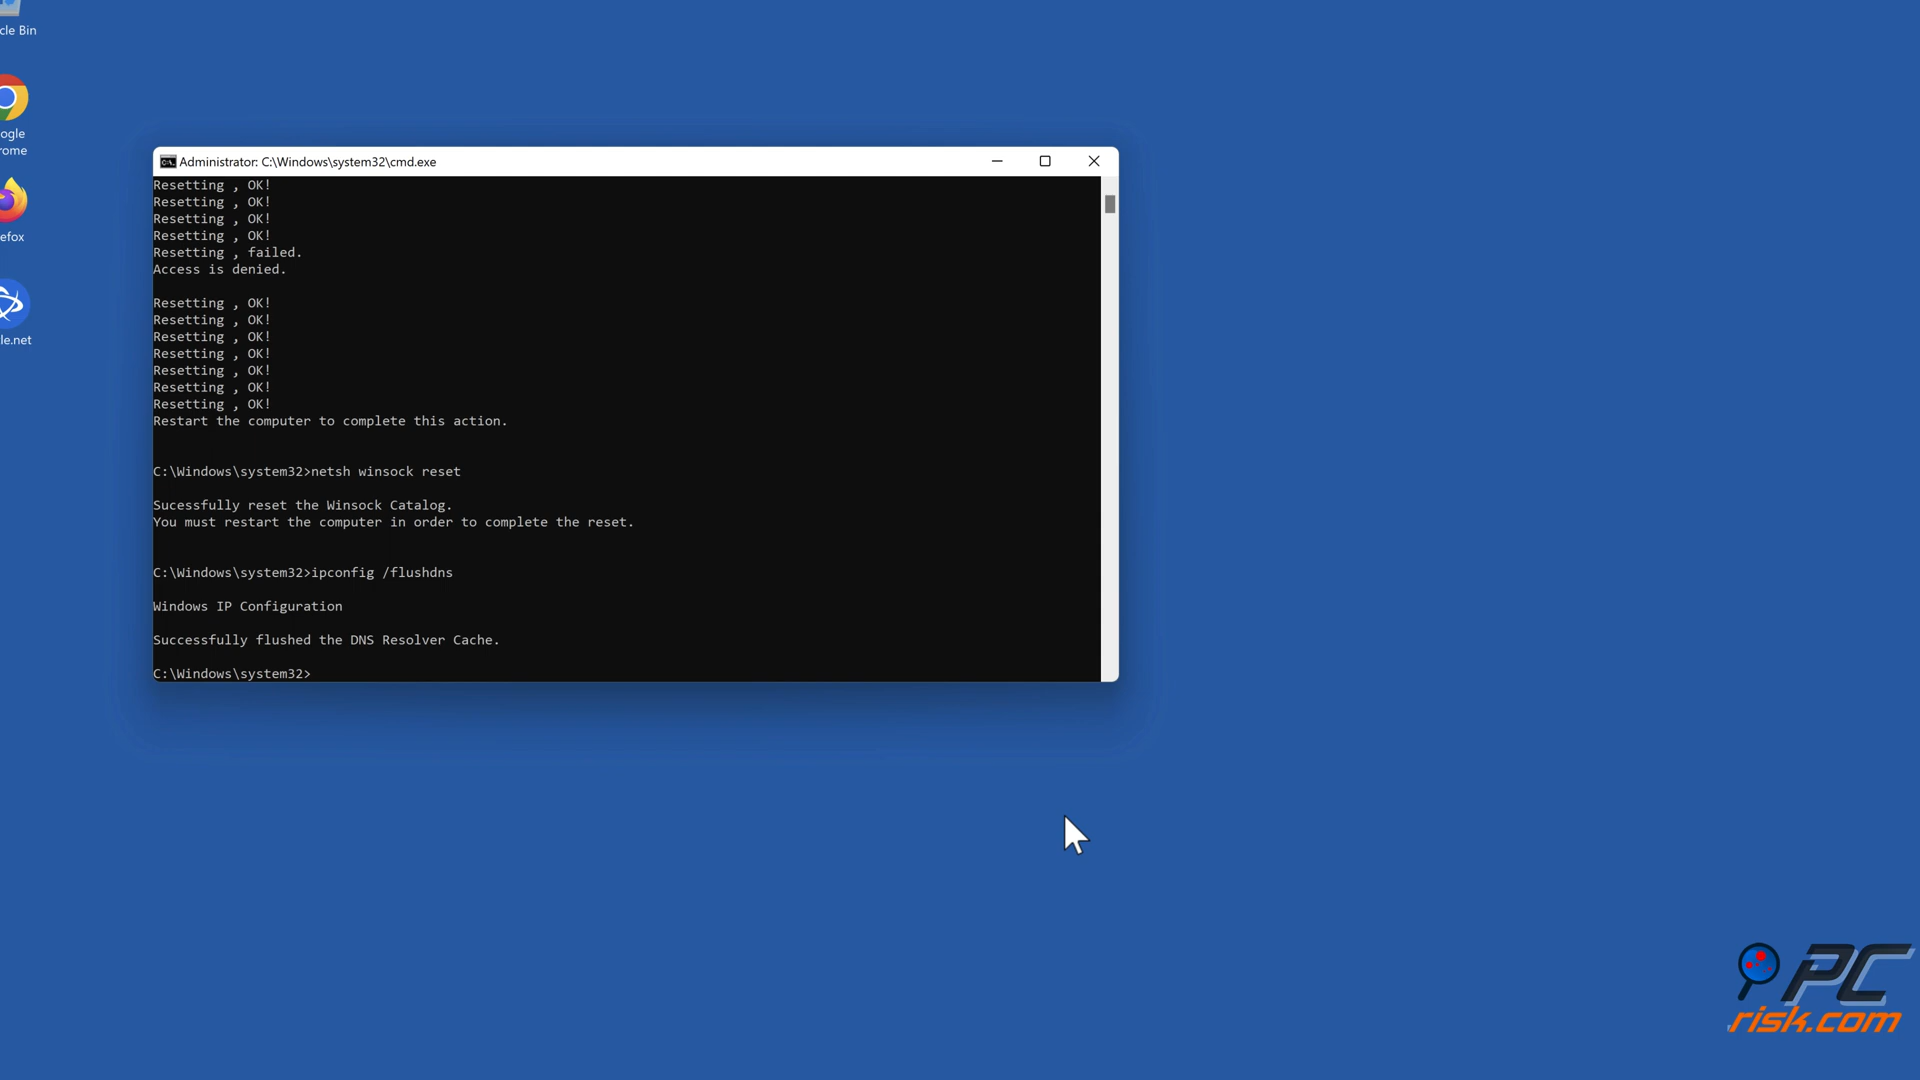 cle Bin
ogle
rome
efox
le.net
Administrator: C:\Windows\system32\cmd.exe
Resetting , OK!
Resetting , OK!
Resetting , OK!
Resetting , OK!
Resetting , failed.
Access is denied.
Resetting , OK!
Resetting , OK!
Resetting , OK!
Resetting , OK!
Resetting , OK!
Resetting , OK!
Resetting , OK!
Restart the computer to complete this action.
C:\Windows\system32>netsh winsock reset
Sucessfully reset the Winsock Catalog.
You must restart the computer in order to complete the reset.
C:\Windows\system32>ipconfig /flushdns
Windows IP Configuration
Successfully flushed the DNS Resolver Cache.
C:\Windows\system32>
PC
risk.com